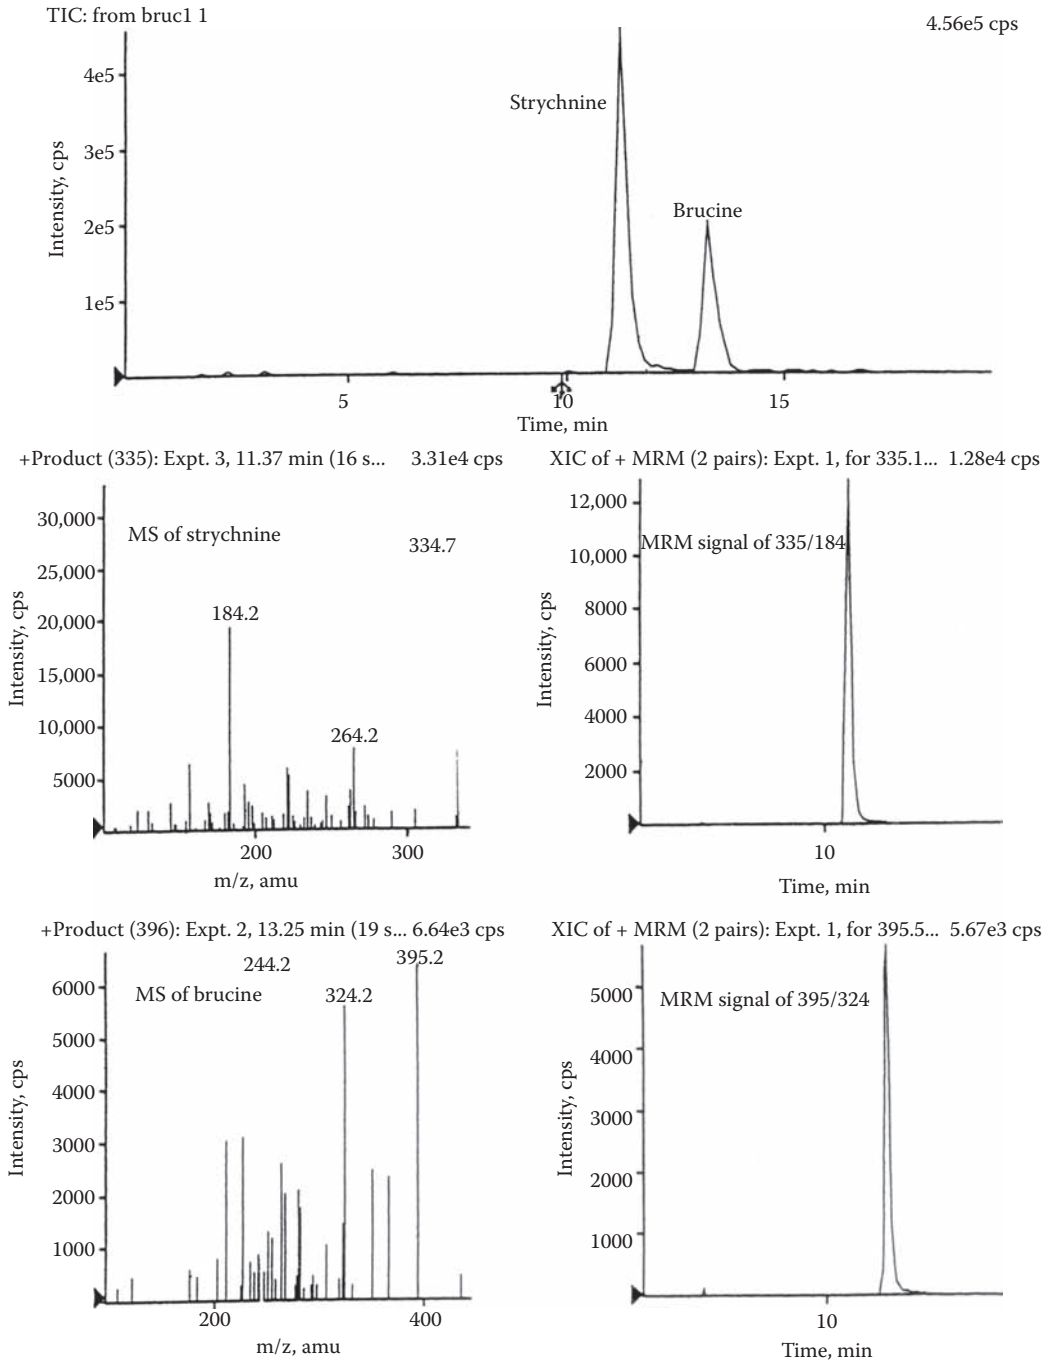 TIC: from bruc1 1
4.56e5 cps
4e5
3e5
2e5
1e5
Intensity, cps
Strychnine
Brucine
5
10
15
Time, min
+Product (335): Expt. 3, 11.37 min (16 s... 3.31e4 cps
30,000
25,000
20,000
15,000
10,000
5000
Intensity, cps
MS of strychnine
334.7
184.2
264.2
200
300
m/z, amu
XIC of + MRM (2 pairs): Expt. 1, for 335.1... 1.28e4 cps
12,000
10,000
8000
6000
4000
2000
Intensity, cps
MRM signal of 335/184
10
Time, min
+Product (396): Expt. 2, 13.25 min (19 s... 6.64e3 cps
6000
5000
4000
3000
2000
1000
Intensity, cps
244.2
395.2
MS of brucine
324.2
200
400
m/z, amu
XIC of + MRM (2 pairs): Expt. 1, for 395.5... 5.67e3 cps
5000
4000
3000
2000
1000
Intensity, cps
MRM signal of 395/324
10
Time, min